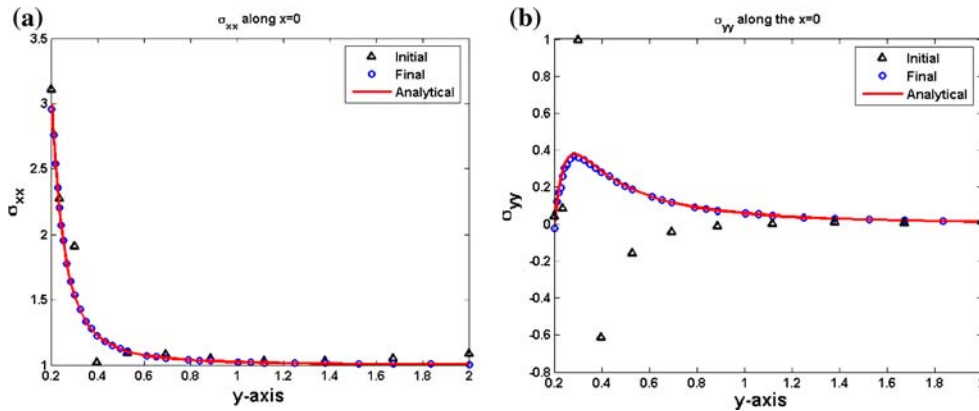 (a)
σxx along x=0
3.5
3
2.5
2
1.5
1
0.2 0.4 0.6 0.8 1 1.2 1.4 1.6 1.8 2
y-axis
σxx
Initial
Final
Analytical
(b)
σyy along the x=0
1
0.8
0.6
0.4
0.2
0
-0.2
-0.4
-0.6
-0.8
0.2 0.4 0.6 0.8 1 1.2 1.4 1.6 1.8
y-axis
σyy
Initial
Final
Analytical